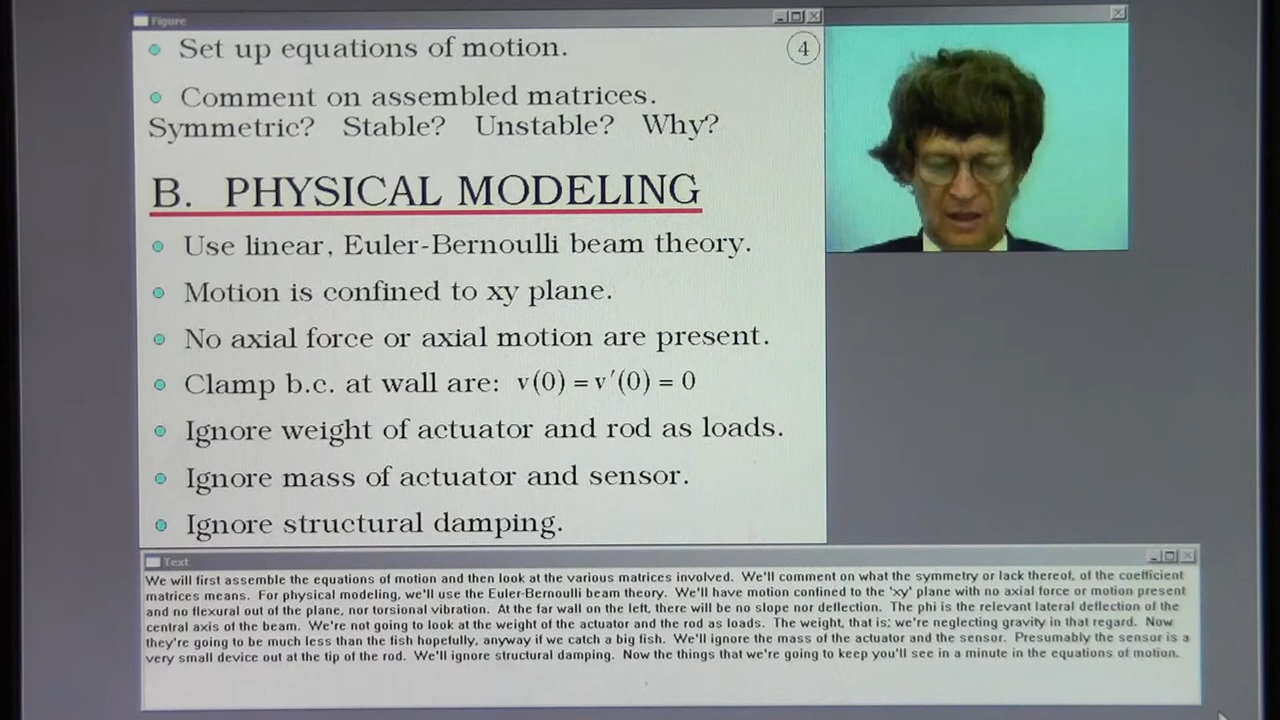 Figure
Set up equations of motion.
4
Comment on assembled matrices.
Symmetric? Stable? Unstable? Why?
B. PHYSICAL MODELING
Use linear, Euler-Bernoulli beam theory.
Motion is confined to xy plane.
No axial force or axial motion are present.
Clamp b.c. at wall are: v(0) = v′(0) = 0
Ignore weight of actuator and rod as loads.
Ignore mass of actuator and sensor.
Ignore structural damping.
Text
We will first assemble the equations of motion and then look at the various matrices involved. We'll comment on what the symmetry or lack thereof, of the coefficient
matrices means. For physical modeling, we'll use the Euler-Bernoulli beam theory. We'll have motion confined to the 'xy' plane with no axial force or motion present
and no flexural out of the plane, nor torsional vibration. At the far wall on the left, there will be no slope nor deflection. The phi is the relevant lateral deflection of the
central axis of the beam. We're not going to look at the weight of the actuator and the rod as loads. The weight, that is; we're neglecting gravity in that regard. Now
they're going to be much less than the fish hopefully, anyway if we catch a big fish. We'll ignore the mass of the actuator and the sensor. Presumably the sensor is a
very small device out at the tip of the rod. We'll ignore structural damping. Now the things that we're going to keep you'll see in a minute in the equations of motion.